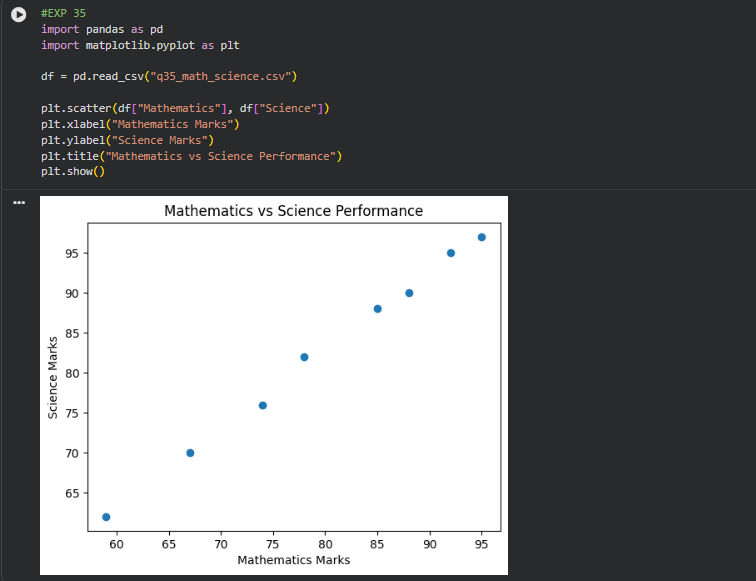 #EXP 35
import pandas as pd
import matplotlib.pyplot as plt
df = pd.read_csv("q35_math_science.csv")
plt.scatter(df["Mathematics"], df["Science"])
plt.xlabel("Mathematics Marks")
plt.ylabel("Science Marks")
plt.title("Mathematics vs Science Performance")
plt.show()
Mathematics vs Science Performance
Science Marks
95
90
85
80
75
70
65
60 65 70 75 80 85 90 95
Mathematics Marks